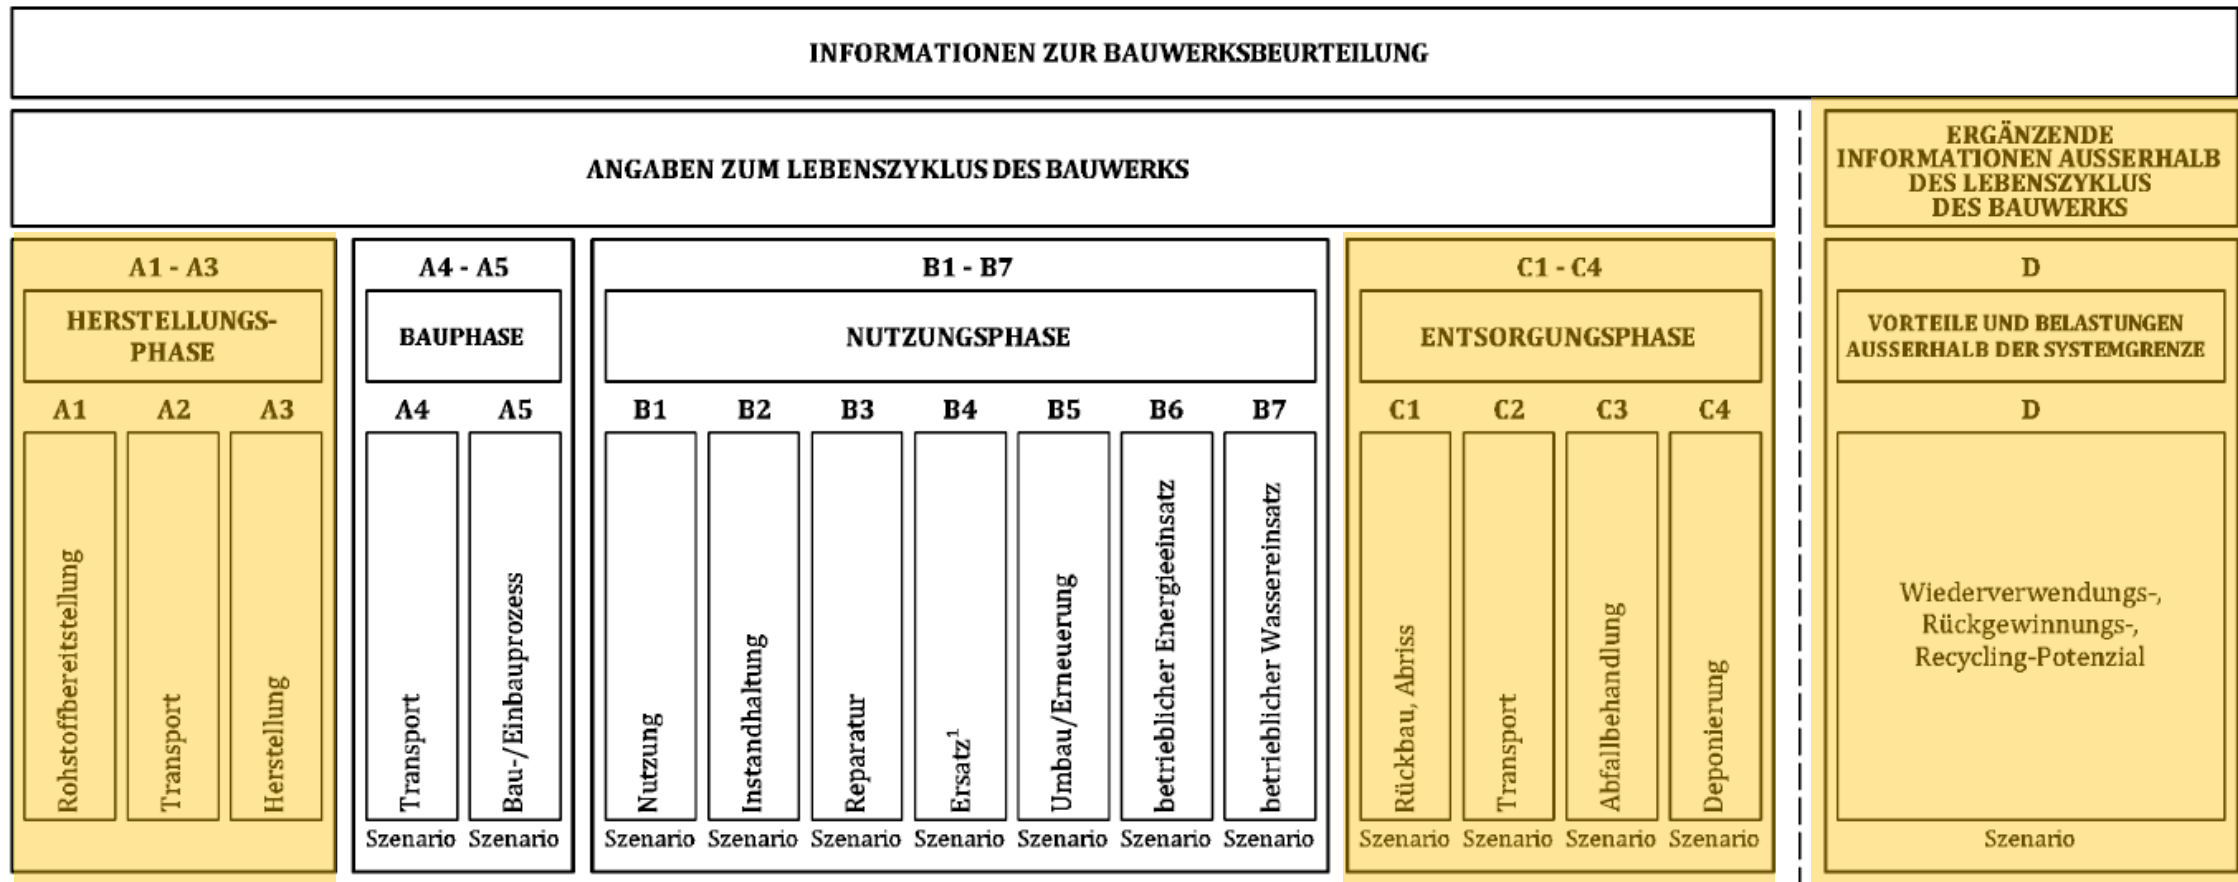 INFORMATIONEN ZUR BAUWERKSBEURTEILUNG
ANGABEN ZUM LEBENSZYKLUS DES BAUWERKS
ERGÄNZENDE
INFORMATIONEN AUSSERHALB
DES LEBENSZYKLUS
DES BAUWERKS
A1 - A3
HERSTELLUNGS-
PHASE
A1 A2 A3
Rohstoffbereitstellung
Transport
Herstellung
A4 - A5
BAUPHASE
A4 A5
Transport
Bau-/Einbauprozess
Szenario Szenario
B1 - B7
NUTZUNGSPHASE
B1 B2 B3 B4 B5 B6 B7
Nutzung
Instandhaltung
Reparatur
Ersatz¹
Umbau/Erneuerung
betrieblicher Energieeinsatz
betrieblicher Wassereinsatz
Szenario Szenario Szenario Szenario Szenario Szenario Szenario
C1 - C4
ENTSORGUNGSPHASE
C1 C2 C3 C4
Rückbau, Abriss
Transport
Abfallbehandlung
Deponierung
Szenario Szenario Szenario Szenario
D
VORTEILE UND BELASTUNGEN
AUSSERHALB DER SYSTEMGRENZE
D
Wiederverwendungs-,
Rückgewinnungs-,
Recycling-Potenzial
Szenario